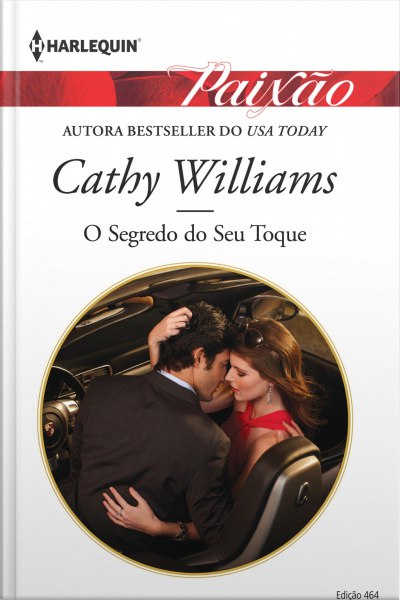 HARLEQUIN®
Paixão
AUTORA BESTSELLER DO USA TODAY
Cathy Williams
O Segredo do Seu Toque
Edição 464